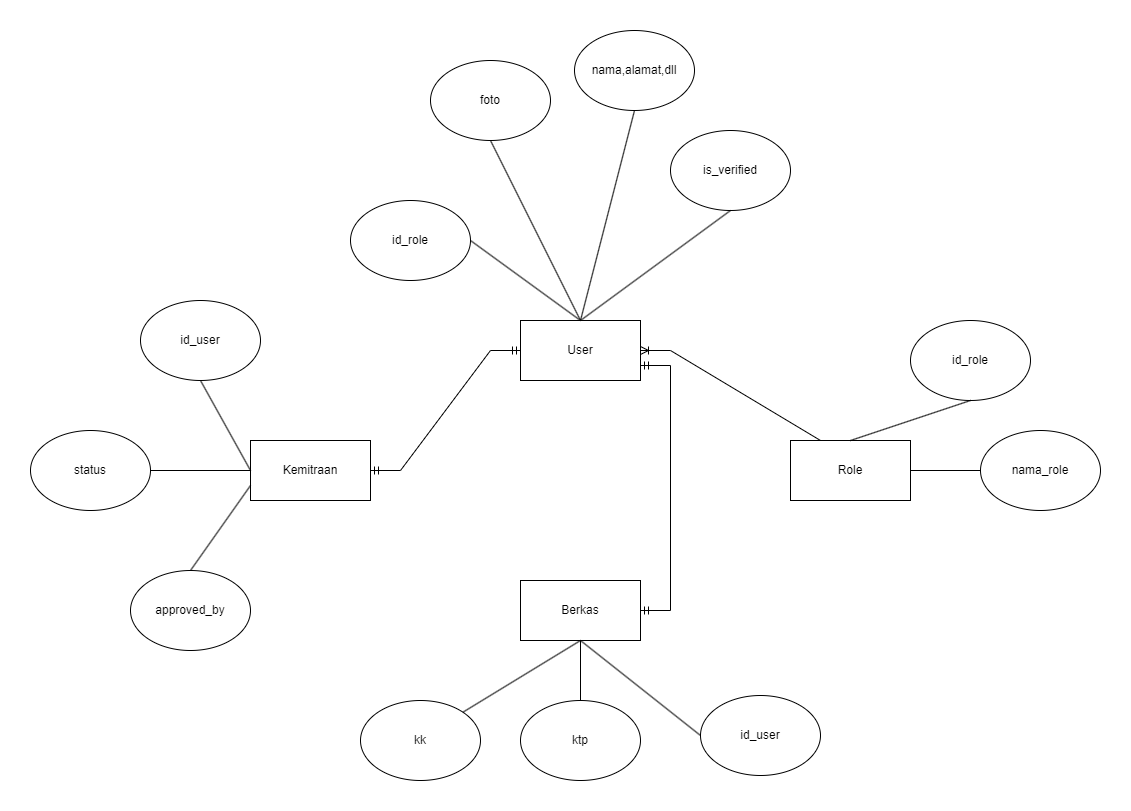 nama,alamat,dll
foto
is_verified
id_role
id_user
User
id_role
status
Kemitraan
Role
nama_role
approved_by
Berkas
kk
ktp
id_user